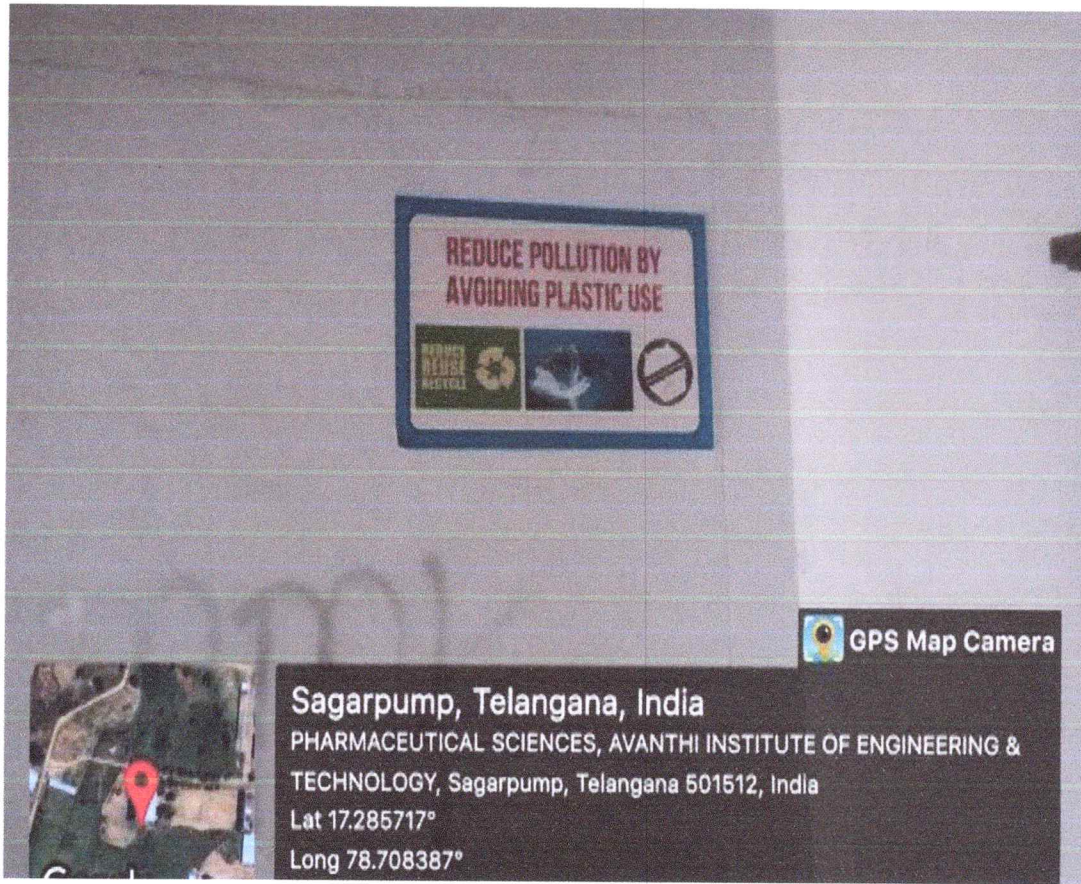 REDUCE POLLUTION BY
AVOIDING PLASTIC USE
REDUCE
REUSE
RECYCLE
GPS Map Camera
Sagarpump, Telangana, India
PHARMACEUTICAL SCIENCES, AVANTHI INSTITUTE OF ENGINEERING &
TECHNOLOGY, Sagarpump, Telangana 501512, India
Lat 17.285717°
Long 78.708387°